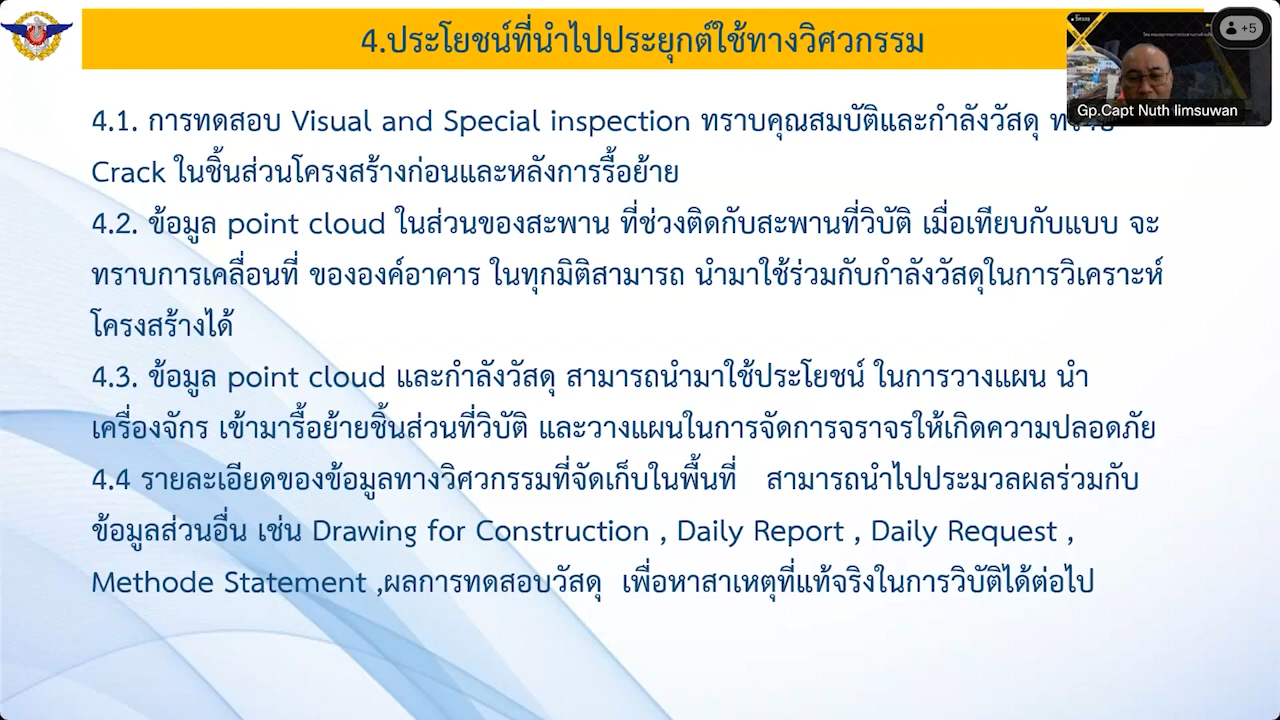 4.ประโยชน์ที่นำไปประยุกต์ใช้ทางวิศวกรรม
+5
Gp.Capt Nuth Iimsuwan
4.1. การทดสอบ Visual and Special inspection ทราบคุณสมบัติและกำลังวัสดุ
Crack ในชิ้นส่วนโครงสร้างก่อนและหลังการรื้อย้าย
4.2. ข้อมูล point cloud ในส่วนของสะพาน ที่ช่วงติดกับสะพานที่วิบัติ เมื่อเทียบกับแบบ จะ
ทราบการเคลื่อนที่ ขององค์อาคาร ในทุกมิติสามารถ นำมาใช้ร่วมกับกำลังวัสดุในการวิเคราะห์
โครงสร้างได้
4.3. ข้อมูล point cloud และกำลังวัสดุ สามารถนำมาใช้ประโยชน์ ในการวางแผน นำ
เครื่องจักร เข้ามารื้อย้ายชิ้นส่วนที่วิบัติ และวางแผนในการจัดการจราจรให้เกิดความปลอดภัย
4.4 รายละเอียดของข้อมูลทางวิศวกรรมที่จัดเก็บในพื้นที่ สามารถนำไปประมวลผลร่วมกับ
ข้อมูลส่วนอื่น เช่น Drawing for Construction , Daily Report , Daily Request ,
Methode Statement ,ผลการทดสอบวัสดุ เพื่อหาสาเหตุที่แท้จริงในการวิบัติได้ต่อไป